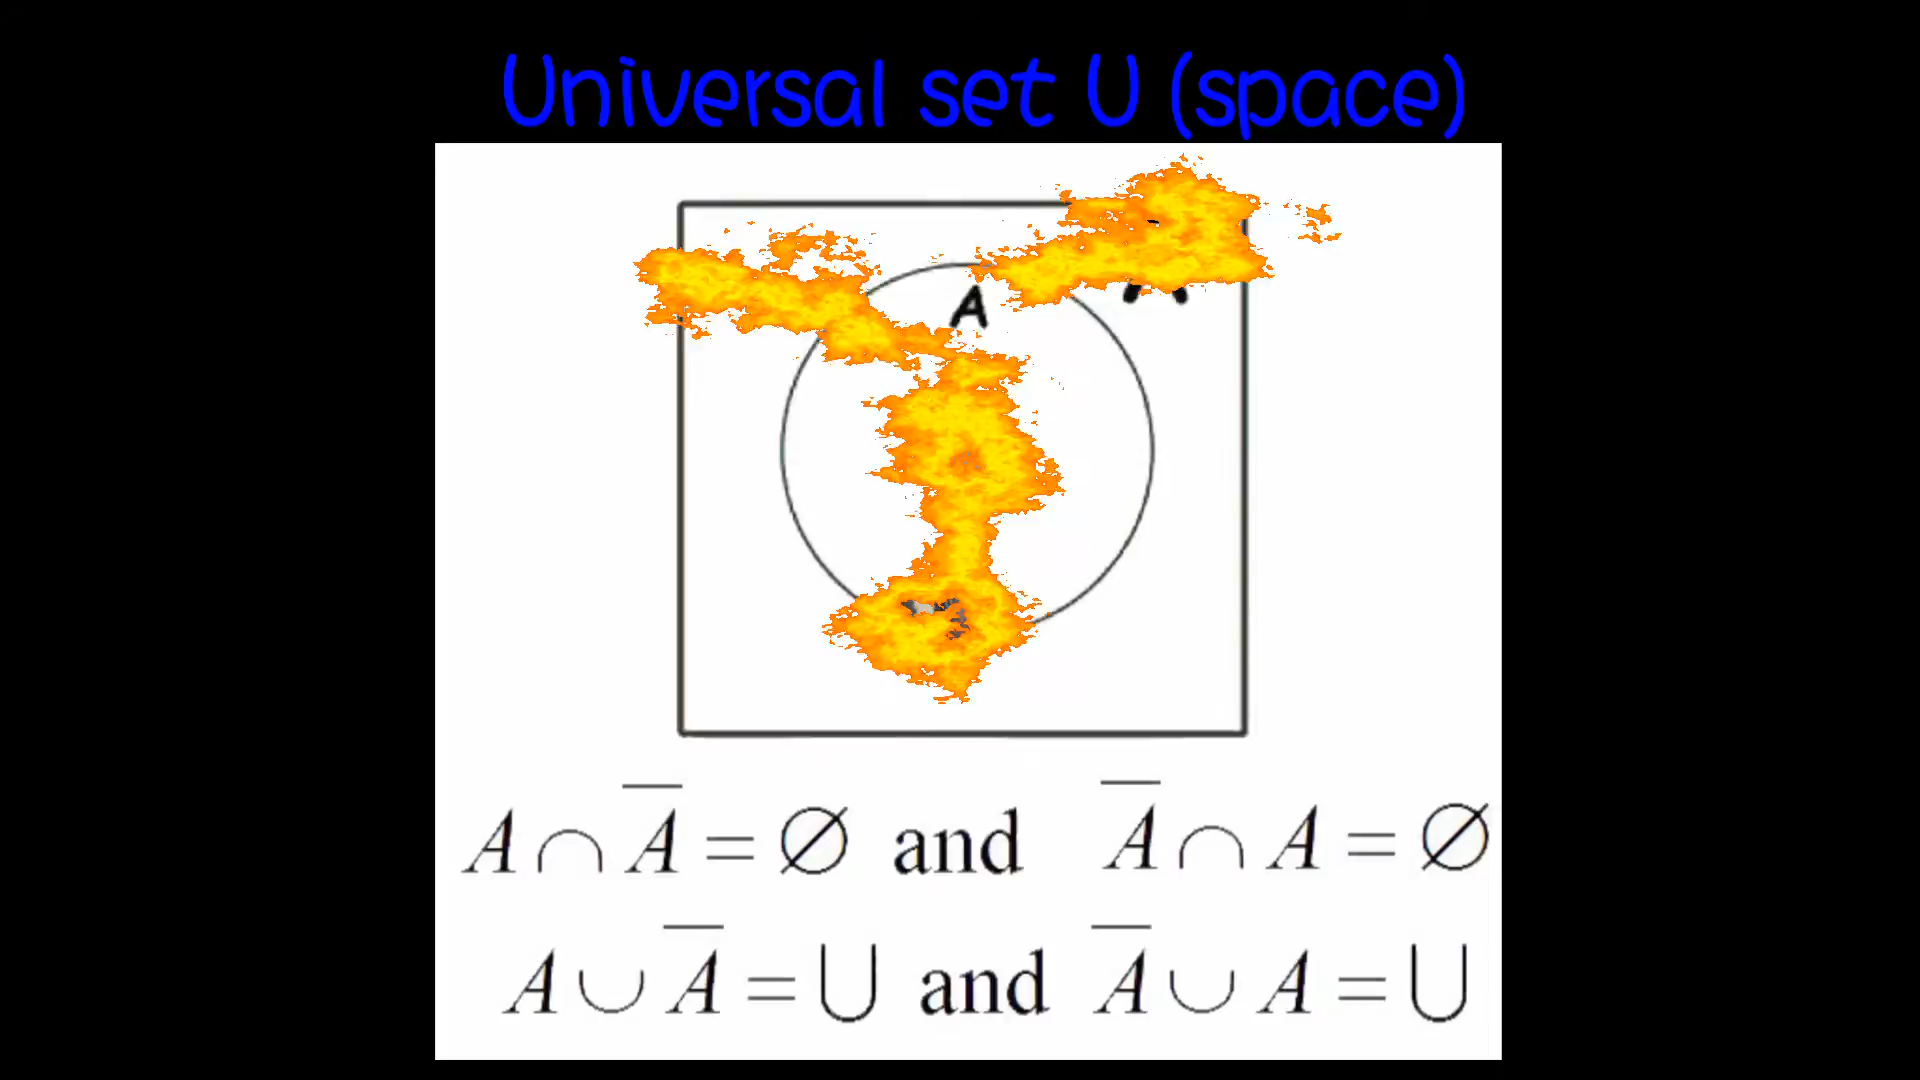 Universal set U (space)
A
A ∩ A̅ = ∅ and A̅ ∩ A = ∅
A ∪ A̅ = U and A̅ ∪ A = U